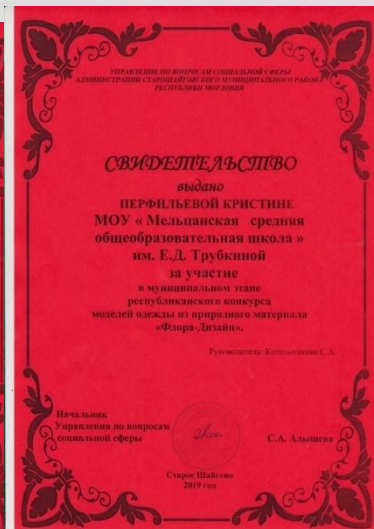 УПРАВЛЕНИЕ ПО ВОПРОСАМ СОЦИАЛЬНОЙ СФЕРЫ
АДМИНИСТРАЦИИ СТАРОШАЙГОВСКОГО МУНИЦИПАЛЬНОГО РАЙОНА
РЕСПУБЛИКИ МОРДОВИЯ
СВИДЕТЕЛЬСТВО
выдано
ПЕРФИЛЬЕВОЙ КРИСТИНЕ
МОУ « Мельцанская средняя
общеобразовательная школа »
им. Е.Д. Трубкиной
за участие
в муниципальном этапе
республиканского конкурса
моделей одежды из природного материала
«Флора-Дизайн».
Руководитель: Котельникова С.А.
Начальник
Управления по вопросам
социальной сферы
С.А. Алышева
Старое Шайгово
2019 год